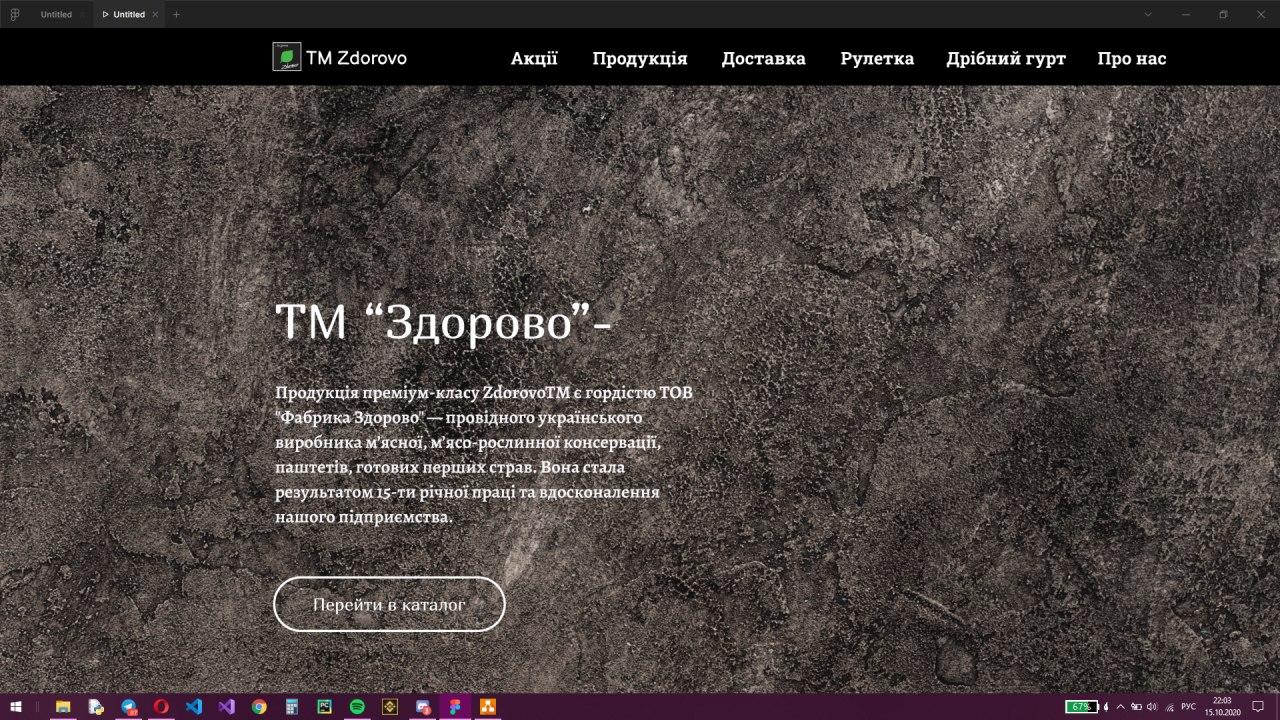 Untitled
Untitled
TM Zdorovo
Акції
Продукція
Доставка
Рулетка
Дрібний гурт
Про нас
ТМ “Здорово”-
Продукція преміум-класу ZdorovoTM є гордістю ТОВ
"Фабрика Здорово" — провідного українського
виробника м'ясної, м'ясо-рослинної консервації,
паштетів, готових перших страв. Вона стала
результатом 15-ти річної праці та вдосконалення
нашого підприємства.
Перейти в каталог
67%
РУС
22:03
15.10.2020